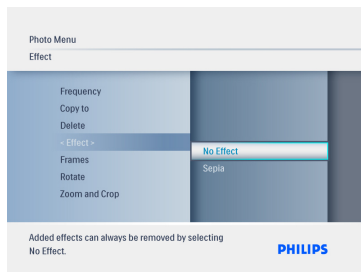 Photo Menu
Effect
Frequency
Copy to
Delete
< Effect >
Frames
Rotate
Zoom and Crop
No Effect
Sepia
Added effects can always be removed by selecting
No Effect.
PHILIPS